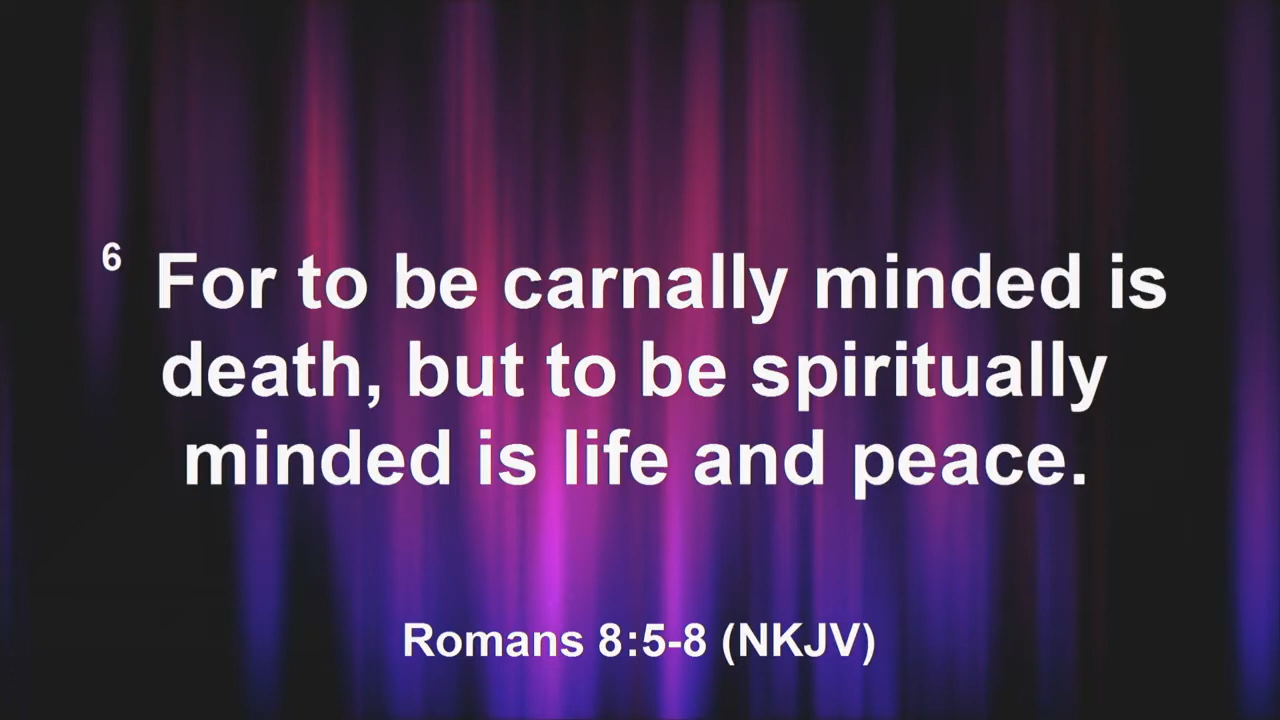 6 For to be carnally minded is
death, but to be spiritually
minded is life and peace.
Romans 8:5-8 (NKJV)